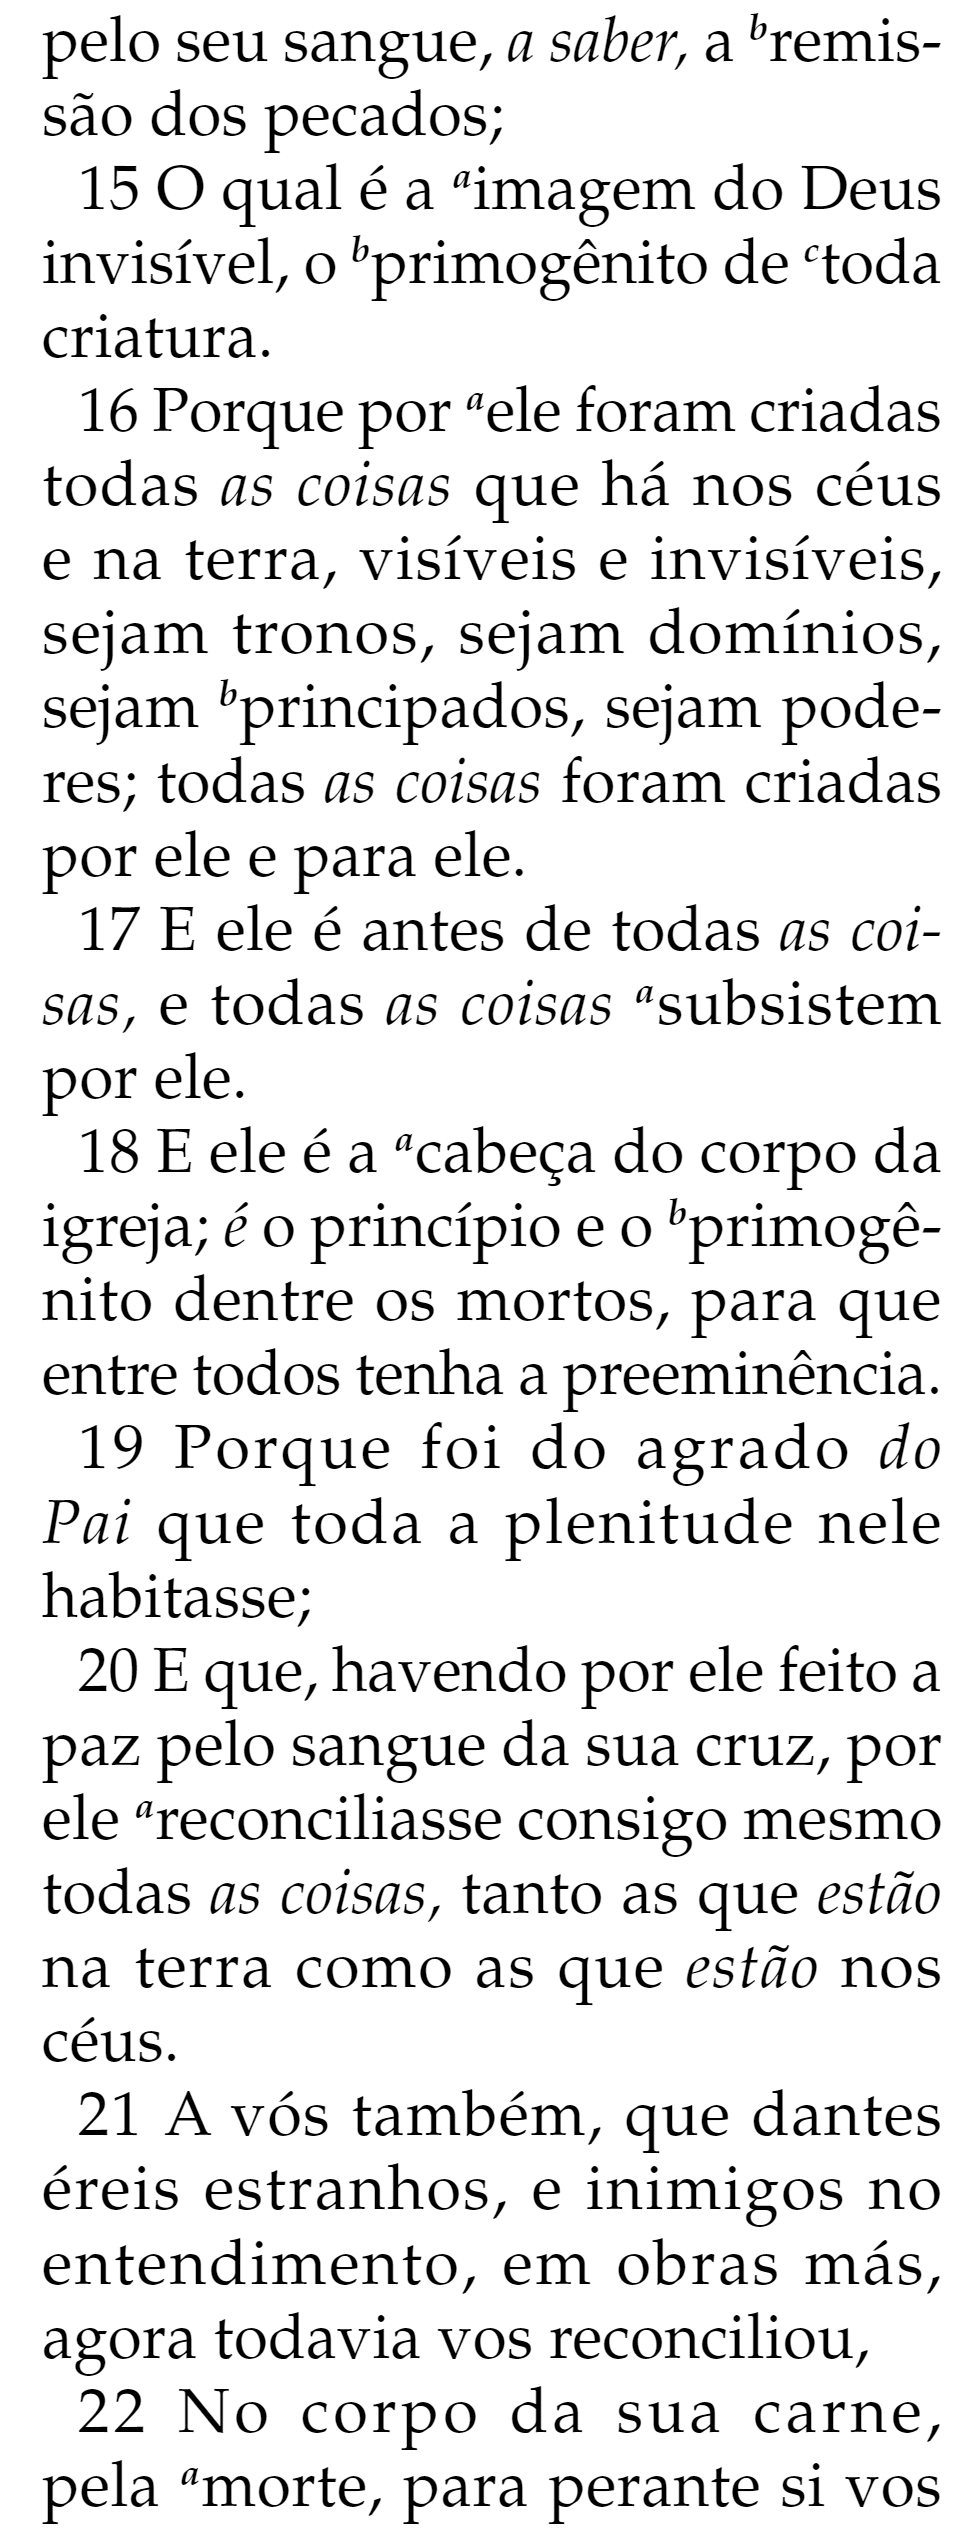 pelo seu sangue, a saber, a bremis-
são dos pecados;
15 O qual é a aimagem do Deus
invisível, o bprimogênito de ctoda
criatura.
16 Porque por aele foram criadas
todas as coisas que há nos céus
e na terra, visíveis e invisíveis,
sejam tronos, sejam domínios,
sejam bprincipados, sejam pode-
res; todas as coisas foram criadas
por ele e para ele.
17 E ele é antes de todas as coi-
sas, e todas as coisas asubsistem
por ele.
18 E ele é a acabeça do corpo da
igreja; é o princípio e o bprimogê-
nito dentre os mortos, para que
entre todos tenha a preeminência.
19 Porque foi do agrado do
Pai que toda a plenitude nele
habitasse;
20 E que, havendo por ele feito a
paz pelo sangue da sua cruz, por
ele areconciliasse consigo mesmo
todas as coisas, tanto as que estão
na terra como as que estão nos
céus.
21 A vós também, que dantes
éreis estranhos, e inimigos no
entendimento, em obras más,
agora todavia vos reconciliou,
22 No corpo da sua carne,
pela amorte, para perante si vos